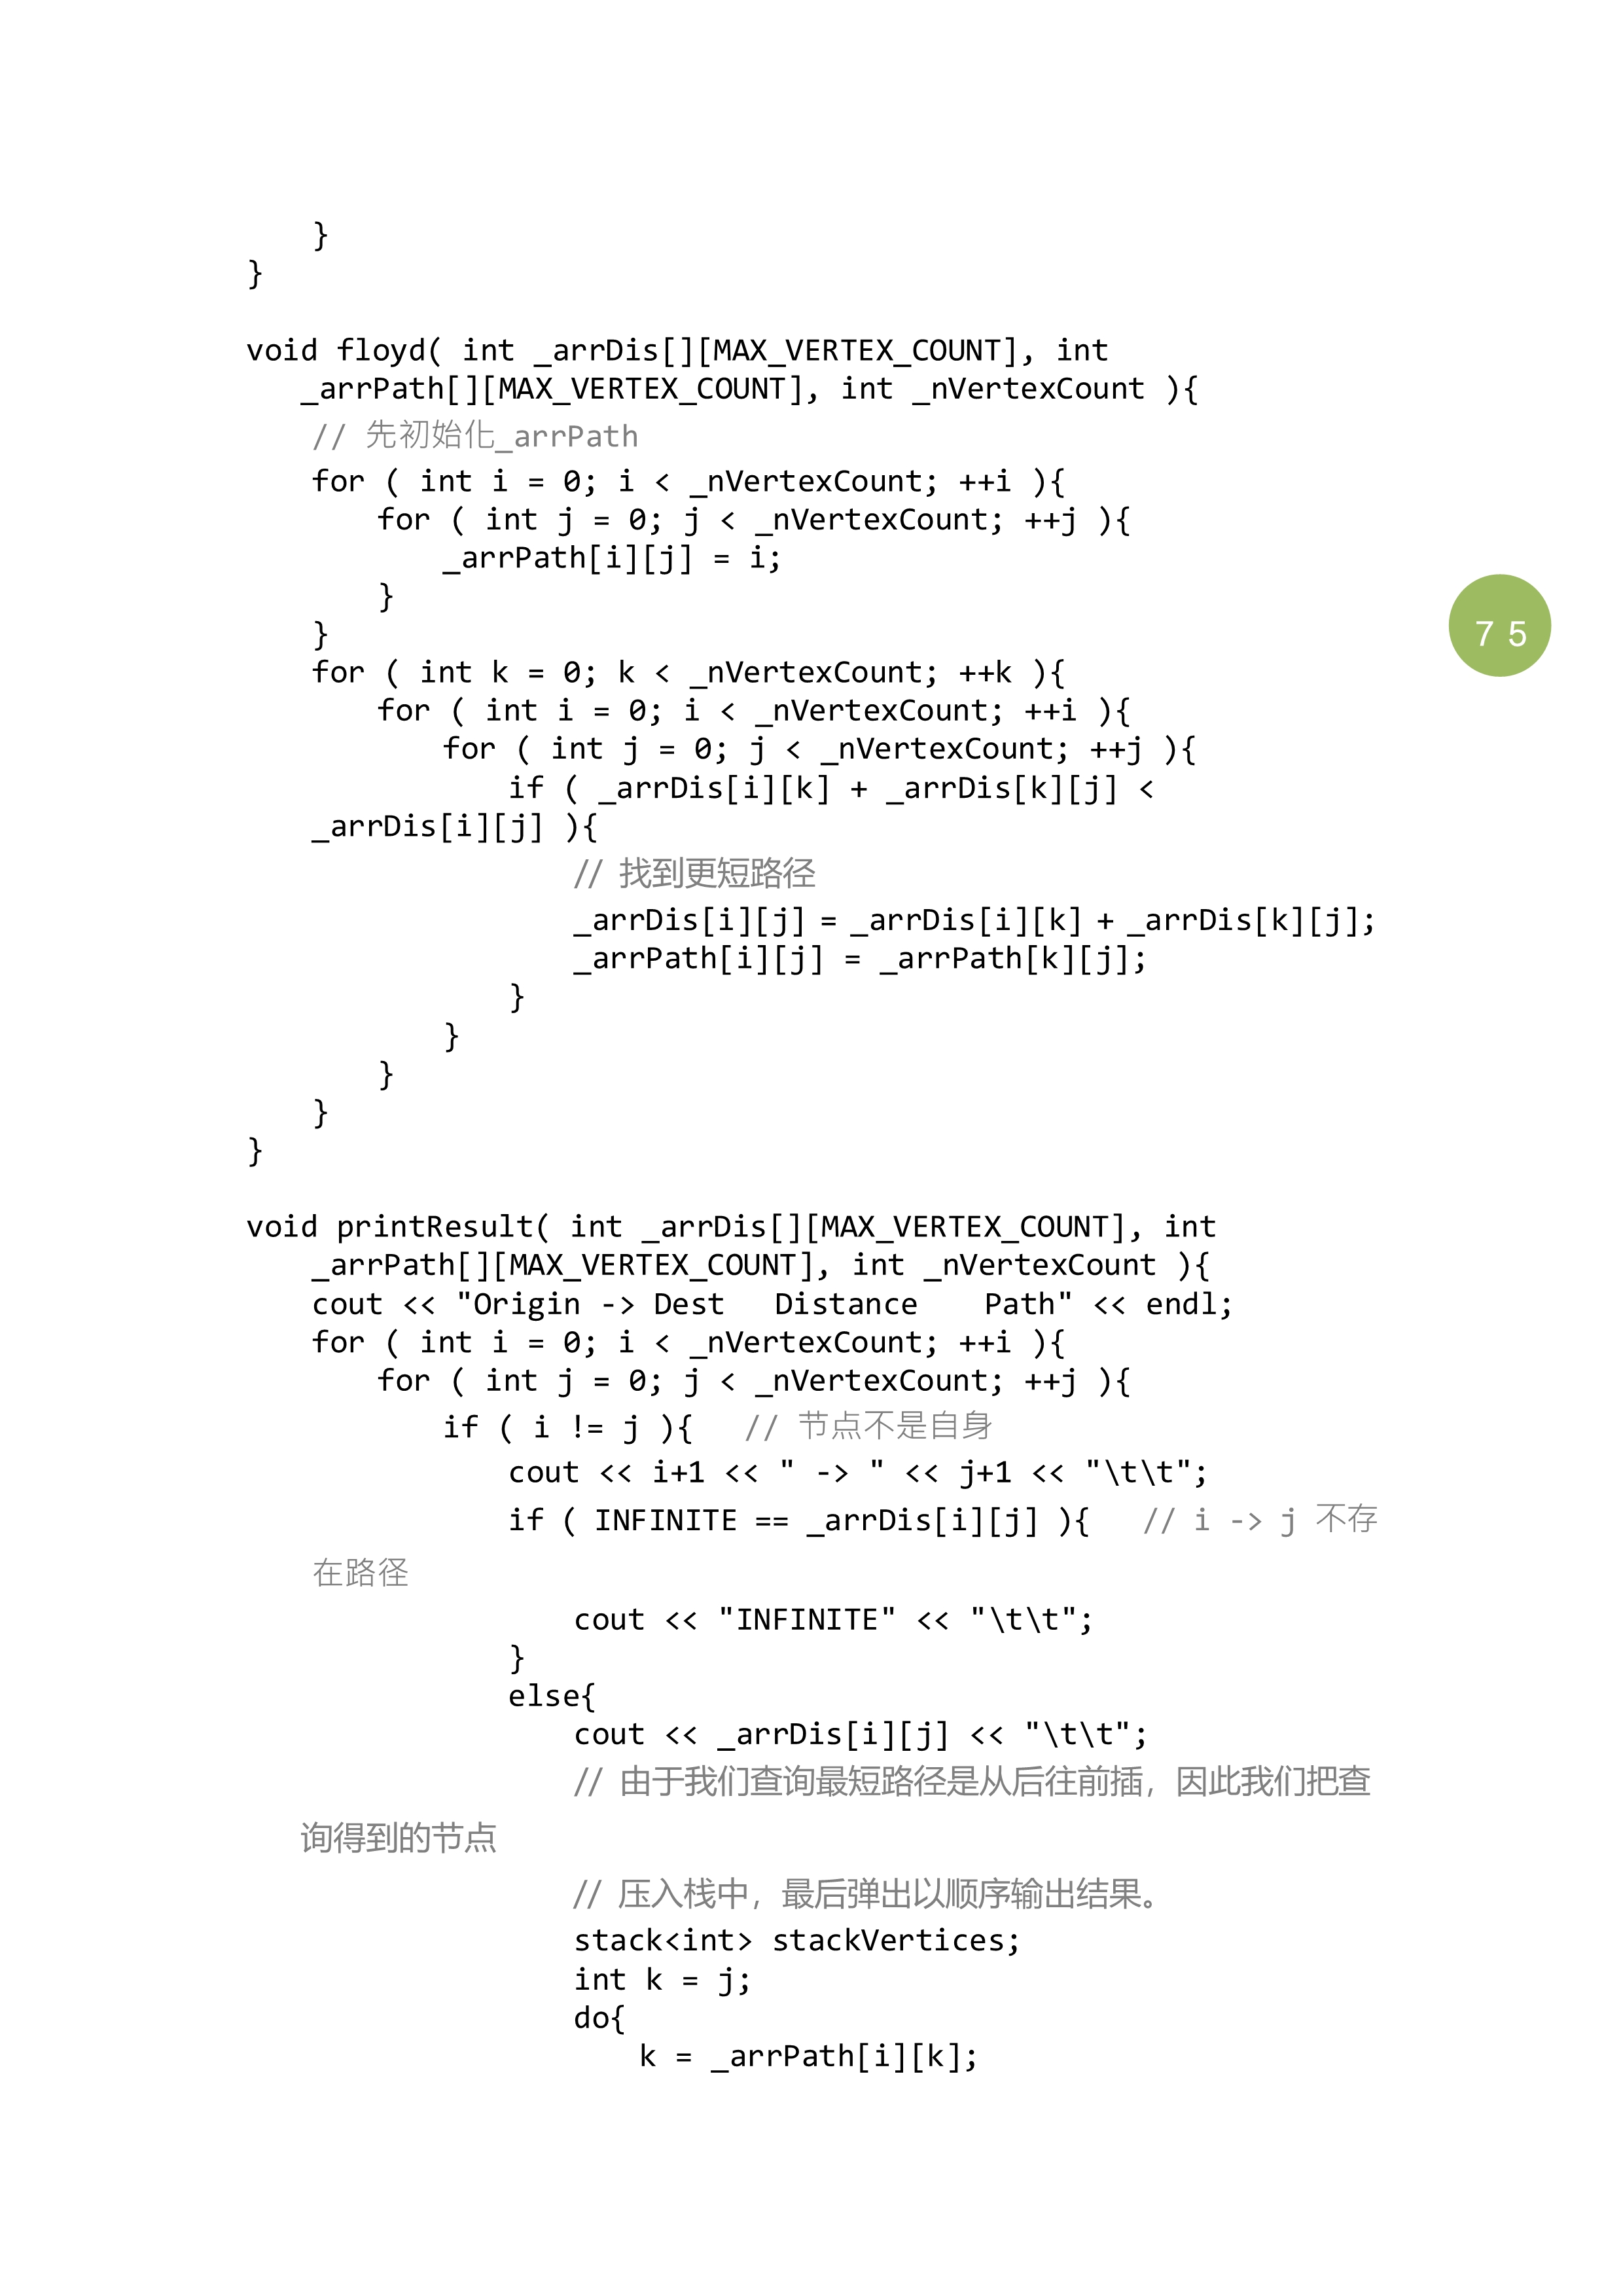 }
}

void floyd( int _arrDis[][MAX_VERTEX_COUNT], int
    _arrPath[][MAX_VERTEX_COUNT], int _nVertexCount ){
    // 先初始化_arrPath
    for ( int i = 0; i < _nVertexCount; ++i ){
        for ( int j = 0; j < _nVertexCount; ++j ){
            _arrPath[i][j] = i;
        }
    }
75
    for ( int k = 0; k < _nVertexCount; ++k ){
        for ( int i = 0; i < _nVertexCount; ++i ){
            for ( int j = 0; j < _nVertexCount; ++j ){
                if ( _arrDis[i][k] + _arrDis[k][j] <
    _arrDis[i][j] ){
                    // 找到更短路径
                    _arrDis[i][j] = _arrDis[i][k] + _arrDis[k][j];
                    _arrPath[i][j] = _arrPath[k][j];
                }
            }
        }
    }
}

void printResult( int _arrDis[][MAX_VERTEX_COUNT], int
    _arrPath[][MAX_VERTEX_COUNT], int _nVertexCount ){
    cout << "Origin -> Dest   Distance    Path" << endl;
    for ( int i = 0; i < _nVertexCount; ++i ){
        for ( int j = 0; j < _nVertexCount; ++j ){
            if ( i != j ){   // 节点不是自身
                cout << i+1 << " -> " << j+1 << "\t\t";
                if ( INFINITE == _arrDis[i][j] ){   // i -> j 不存
    在路径
                    cout << "INFINITE" << "\t\t";
                }
                else{
                    cout << _arrDis[i][j] << "\t\t";
                    // 由于我们查询最短路径是从后往前插，因此我们把查
    询得到的节点
                    // 压入栈中，最后弹出以顺序输出结果。
                    stack<int> stackVertices;
                    int k = j;
                    do{
                        k = _arrPath[i][k];